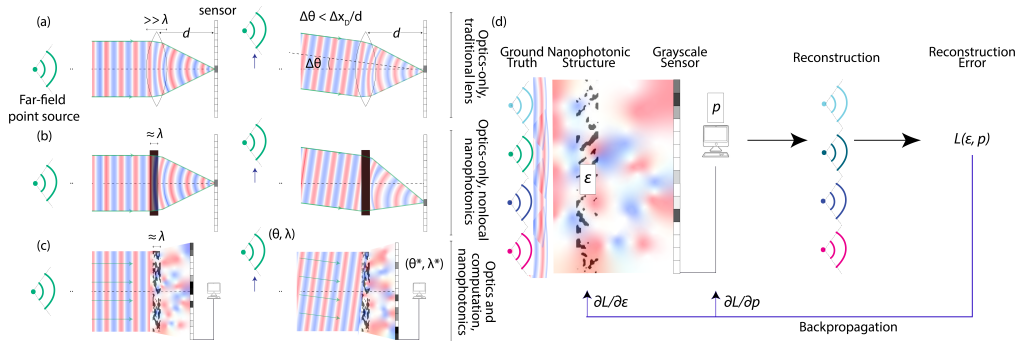 (a)
>> λ
sensor
d
Δθ < Δx_D/d
d
Δθ
Optics-only,
traditional lens
Far-field
point source
(b)
≈ λ
Optics-only, nonlocal
nanophotonics
(c)
≈ λ
(θ, λ)
(θ*, λ*)
Optics and
computation,
nanophotonics
(d)
Ground
Truth
Nanophotonic
Structure
Grayscale
Sensor
Reconstruction
Reconstruction
Error
p
ε
L(ε, p)
∂L/∂ε
∂L/∂p
Backpropagation